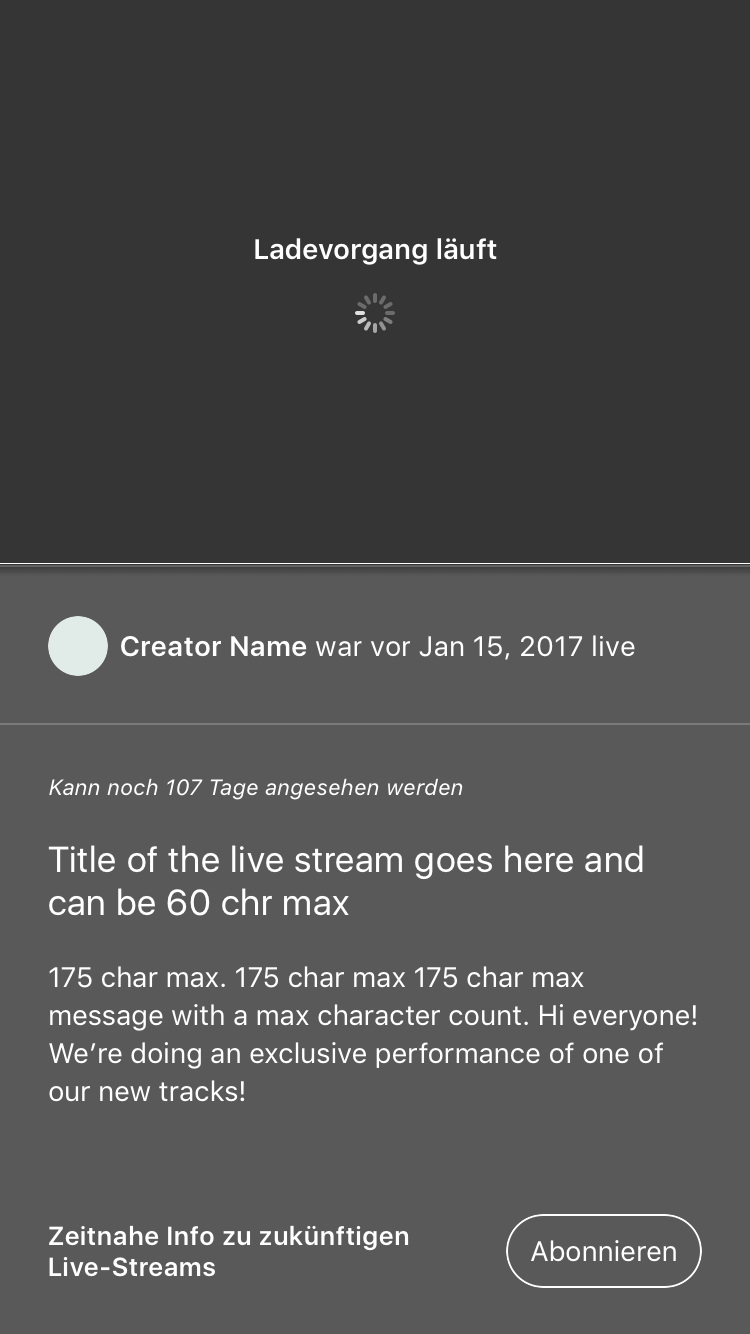 Ladevorgang läuft
Creator Name war vor Jan 15, 2017 live
Kann noch 107 Tage angesehen werden
Title of the live stream goes here and
can be 60 chr max
175 char max. 175 char max 175 char max
message with a max character count. Hi everyone!
We’re doing an exclusive performance of one of
our new tracks!
Zeitnahe Info zu zukünftigen
Live-Streams
Abonnieren